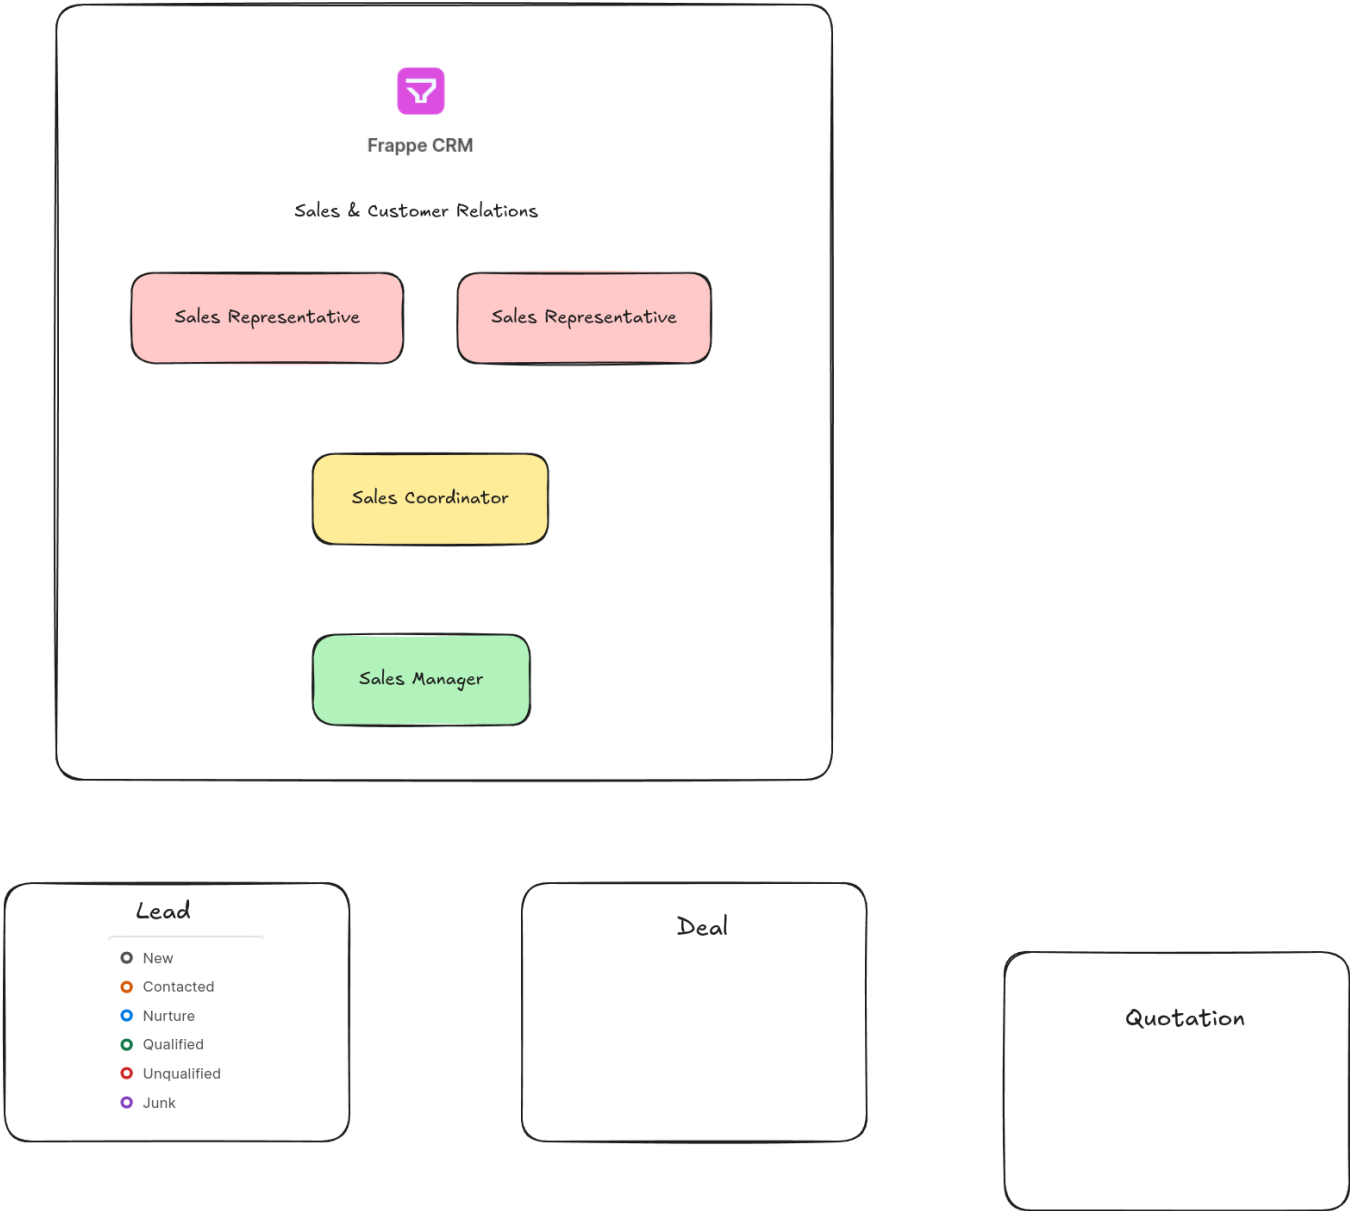 Frappe CRM
Sales & Customer Relations
Sales Representative
Sales Representative
Sales Coordinator
Sales Manager
Lead
New
Contacted
Nurture
Qualified
Unqualified
Junk
Deal
Quotation